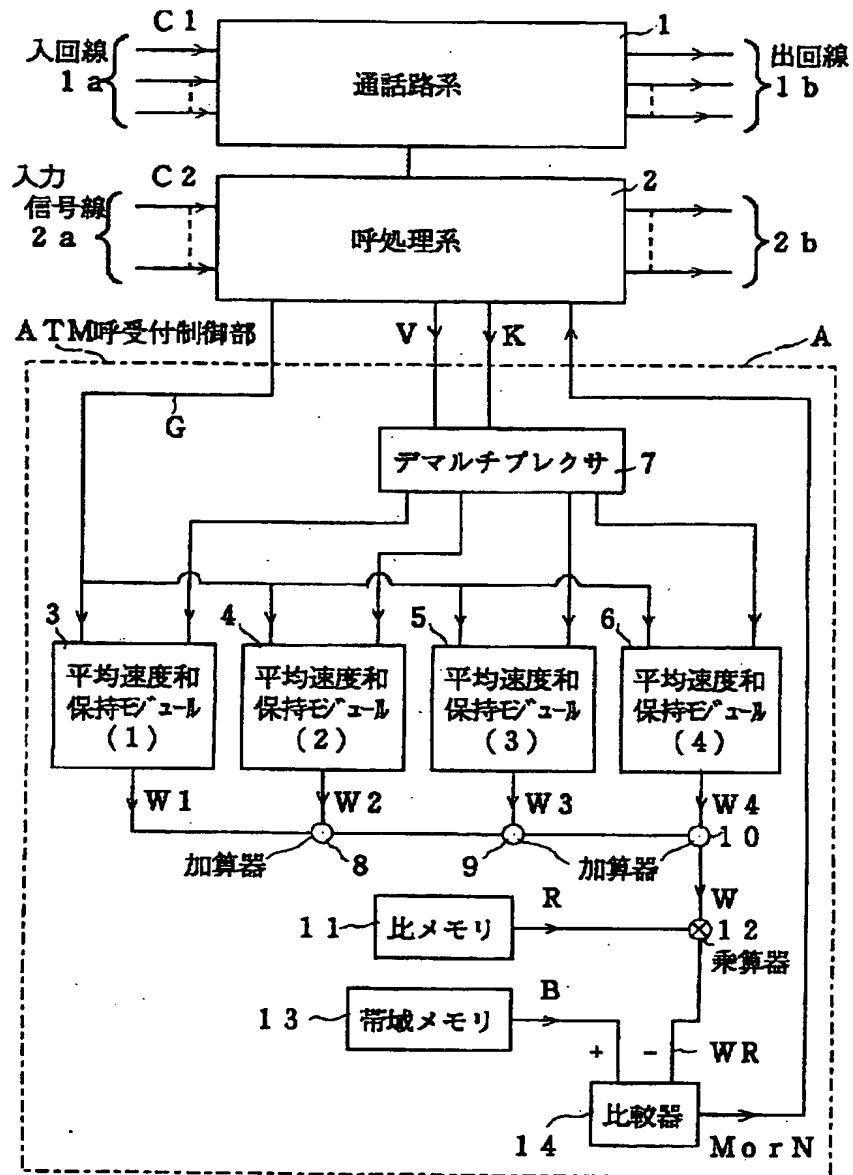 C1
1
入回線
1a
通話路系
出回線
1b
入力
信号線
2a
C2
2
呼処理系
2b
ATM呼受付制御部
V
K
A
G
デマルチプレクサ
7
3
4
5
6
平均速度和
保持モジュール
(1)
平均速度和
保持モジュール
(2)
平均速度和
保持モジュール
(3)
平均速度和
保持モジュール
(4)
W1
W2
W3
W4
加算器
8
9
加算器
10
W
11
比メモリ
R
12
乗算器
13
帯域メモリ
B
+
-
WR
比較器
14
MorN